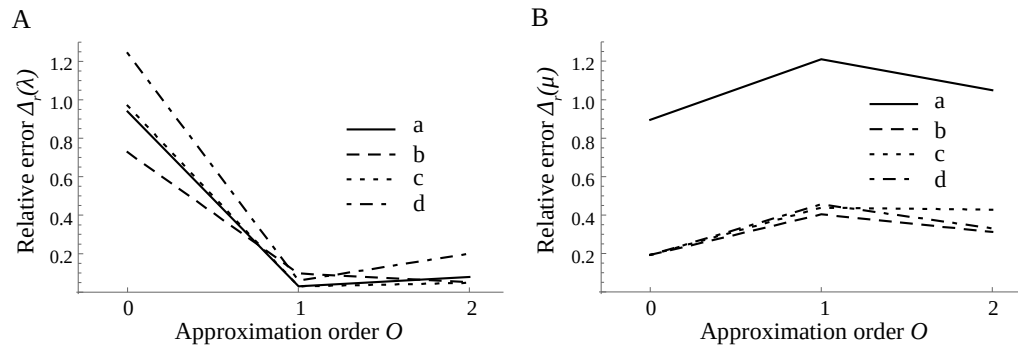 A
Relative error Δr(λ)
1.2
1.0
0.8
0.6
0.4
0.2
a
b
c
d
0
1
2
Approximation order O
B
Relative error Δr(μ)
1.2
1.0
0.8
0.6
0.4
0.2
a
b
c
d
0
1
2
Approximation order O